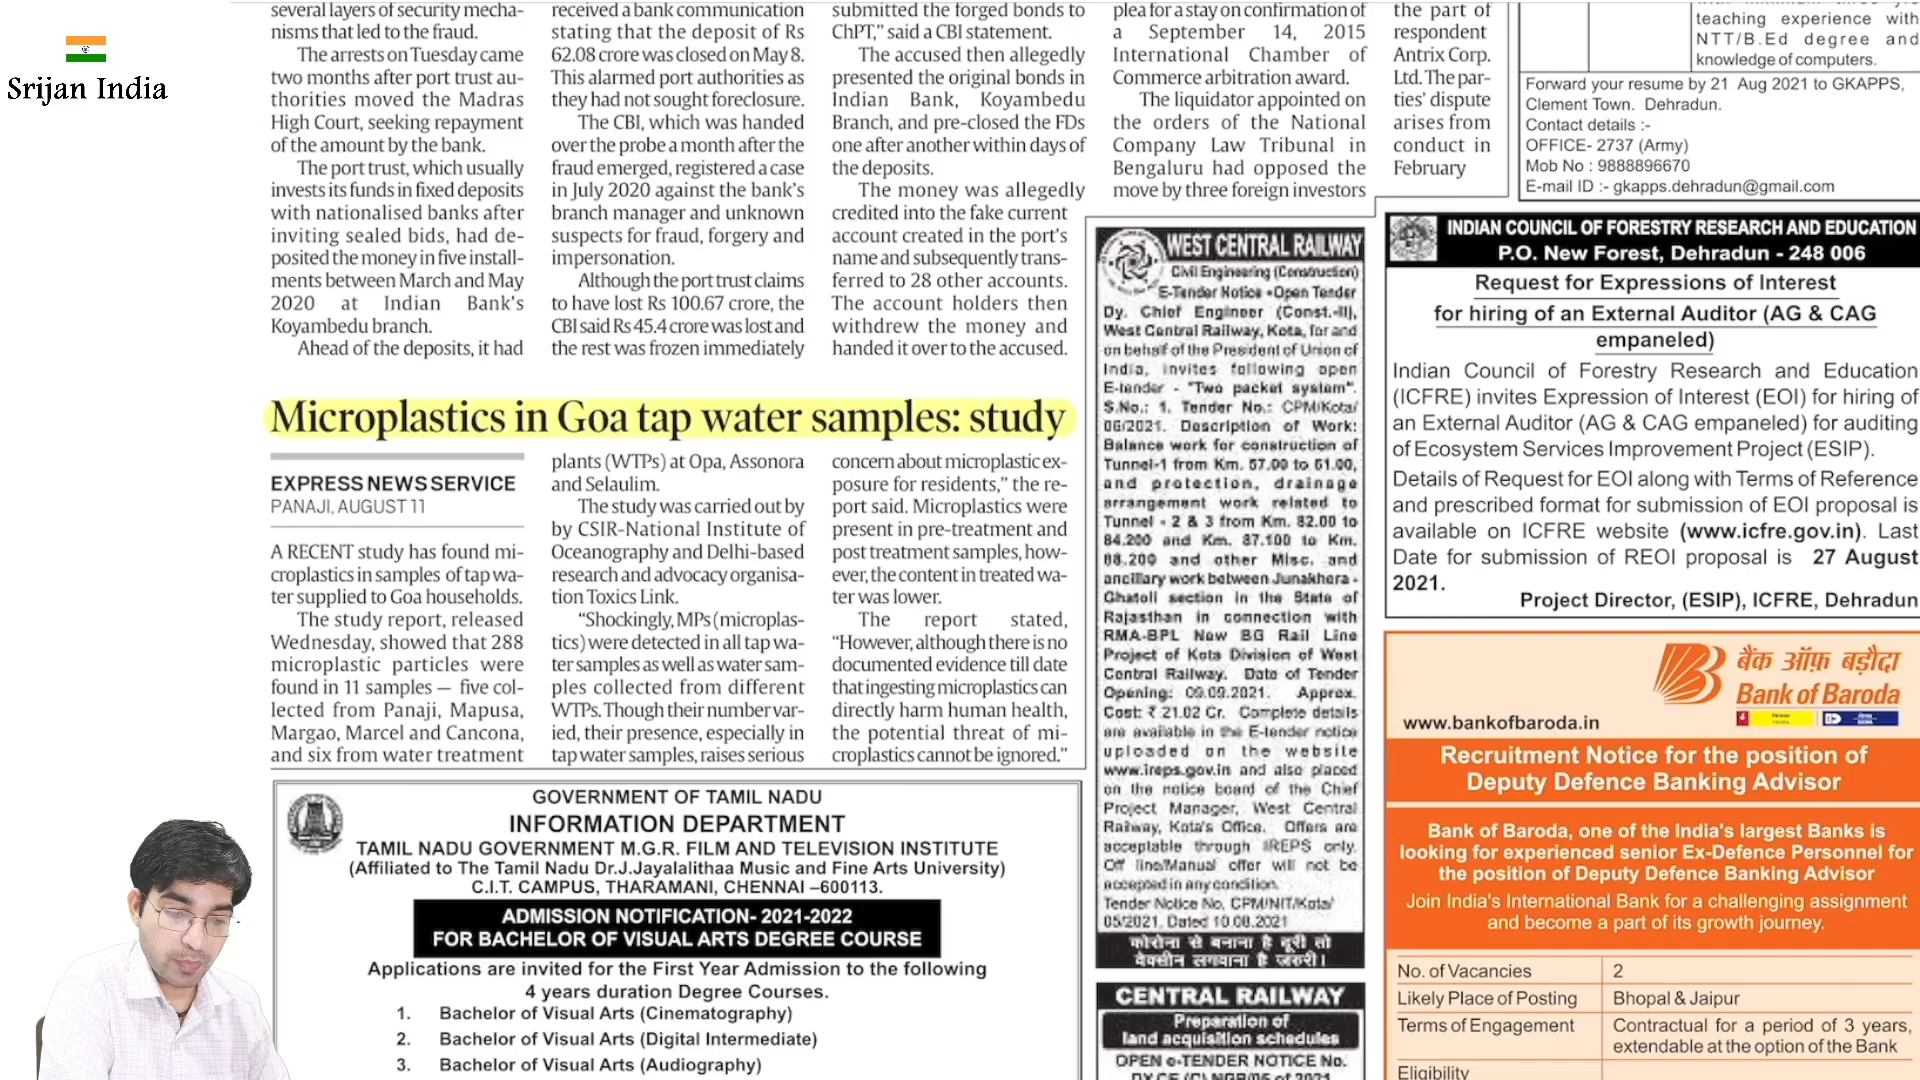 Srijan India
several layers of security mecha-
nisms that led to the fraud.
The arrests on Tuesday came
two months after port trust au-
thorities moved the Madras
High Court, seeking repayment
of the amount by the bank.
The port trust, which usually
invests its funds in fixed deposits
with nationalised banks after
inviting sealed bids, had de-
posited the money in five install-
ments between March and May
2020 at Indian Bank's
Koyambedu branch.
Ahead of the deposits, it had
received a bank communication
stating that the deposit of Rs
62.08 crore was closed on May 8.
This alarmed port authorities as
they had not sought foreclosure.
The CBI, which was handed
over the probe a month after the
fraud emerged, registered a case
in July 2020 against the bank's
branch manager and unknown
suspects for fraud, forgery and
impersonation.
Although the port trust claims
to have lost Rs 100.67 crore, the
CBI said Rs 45.4 crore was lost and
the rest was frozen immediately
submitted the forged bonds to
ChPT," said a CBI statement.
The accused then allegedly
presented the original bonds in
Indian Bank, Koyambedu
Branch, and pre-closed the FDs
one after another within days of
the deposits.
The money was allegedly
credited into the fake current
account created in the port's
name and subsequently trans-
ferred to 28 other accounts.
The account holders then
withdrew the money and
handed it over to the accused.
plea for a stay on confirmation of
a September 14, 2015
International Chamber of
Commerce arbitration award.
The liquidator appointed on
the orders of the National
Company Law Tribunal in
Bengaluru had opposed the
move by three foreign investors
the part of
respondent
Antrix Corp.
Ltd. The par-
ties' dispute
arises from
conduct in
February
teaching experience with
NTT/B.Ed degree and
knowledge of computers.
Forward your resume by 21 Aug 2021 to GKAPPS,
Clement Town. Dehradun.
Contact details :-
OFFICE- 2737 (Army)
Mob No : 9888896670
E-mail ID :- gkapps.dehradun@gmail.com
Microplastics in Goa tap water samples: study
EXPRESS NEWS SERVICE
PANAJI, AUGUST 11
A RECENT study has found mi-
croplastics in samples of tap wa-
ter supplied to Goa households.
The study report, released
Wednesday, showed that 288
microplastic particles were
found in 11 samples — five col-
lected from Panaji, Mapusa,
Margao, Marcel and Cancona,
and six from water treatment
plants (WTPs) at Opa, Assonora
and Selaulim.
The study was carried out by
by CSIR-National Institute of
Oceanography and Delhi-based
research and advocacy organisa-
tion Toxics Link.
"Shockingly, MPs (microplas-
tics) were detected in all tap wa-
ter samples as well as water sam-
ples collected from different
WTPs. Though their number var-
ied, their presence, especially in
tap water samples, raises serious
concern about microplastic ex-
posure for residents," the re-
port said. Microplastics were
present in pre-treatment and
post treatment samples, how-
ever, the content in treated wa-
ter was lower.
The report stated,
"However, although there is no
documented evidence till date
that ingesting microplastics can
directly harm human health,
the potential threat of mi-
croplastics cannot be ignored."
GOVERNMENT OF TAMIL NADU
INFORMATION DEPARTMENT
TAMIL NADU GOVERNMENT M.G.R. FILM AND TELEVISION INSTITUTE
(Affiliated to The Tamil Nadu Dr.J.Jayalalithaa Music and Fine Arts University)
C.I.T. CAMPUS, THARAMANI, CHENNAI –600113.
ADMISSION NOTIFICATION- 2021-2022
FOR BACHELOR OF VISUAL ARTS DEGREE COURSE
Applications are invited for the First Year Admission to the following
4 years duration Degree Courses.
1. Bachelor of Visual Arts (Cinematography)
2. Bachelor of Visual Arts (Digital Intermediate)
3. Bachelor of Visual Arts (Audiography)
WEST CENTRAL RAILWAY
Civil Engineering (Construction)
E-Tender Notice - Open Tender
Dy. Chief Engineer (Const.-II),
West Central Railway, Kota, for and
on behalf of the President of Union of
India, invites following open
E-tender - "Two packet system".
S.No.: 1. Tender No.: CPM/Kota/
06/2021. Description of Work:
Balance work for construction of
Tunnel-1 from Km. 57.00 to 61.00,
and protection, drainage
arrangement work related to
Tunnel - 2 & 3 from Km. 82.00 to
84.200 and Km. 87.100 to Km.
88.200 and other Misc. and
ancillary work between Junakhera -
Ghatoli section in the State of
Rajasthan in connection with
RMA-BPL New BG Rail Line
Project of Kota Division of West
Central Railway. Date of Tender
Opening: 09.09.2021. Approx.
Cost: ₹ 21.02 Cr. Complete details
are available in the E-tender notice
uploaded on the website
www.ireps.gov.in and also placed
on the notice board of the Chief
Project Manager, West Central
Railway, Kota's Office. Offers are
acceptable through IREPS only.
Off line/Manual offer will not be
accepted in any condition.
Tender Notice No. CPM/NIT/Kota/
05/2021, Dated 10.08.2021
कोरोना से बचाना है दूरी तो
वैक्सीन लगवाना है जरुरी।
CENTRAL RAILWAY
Preparation of
land acquisition schedules
OPEN e-TENDER NOTICE No.
INDIAN COUNCIL OF FORESTRY RESEARCH AND EDUCATION
P.O. New Forest, Dehradun - 248 006
Request for Expressions of Interest
for hiring of an External Auditor (AG & CAG
empaneled)
Indian Council of Forestry Research and Education
(ICFRE) invites Expression of Interest (EOI) for hiring of
an External Auditor (AG & CAG empaneled) for auditing
of Ecosystem Services Improvement Project (ESIP).
Details of Request for EOI along with Terms of Reference
and prescribed format for submission of EOI proposal is
available on ICFRE website (www.icfre.gov.in). Last
Date for submission of REOI proposal is 27 August
2021.
Project Director, (ESIP), ICFRE, Dehradun
बैंक ऑफ़ बड़ौदा
Bank of Baroda
www.bankofbaroda.in
Recruitment Notice for the position of
Deputy Defence Banking Advisor
Bank of Baroda, one of the India's largest Banks is
looking for experienced senior Ex-Defence Personnel for
the position of Deputy Defence Banking Advisor
Join India's International Bank for a challenging assignment
and become a part of its growth journey.
No. of Vacancies 2
Likely Place of Posting Bhopal & Jaipur
Terms of Engagement Contractual for a period of 3 years,
extendable at the option of the Bank
Eligibility